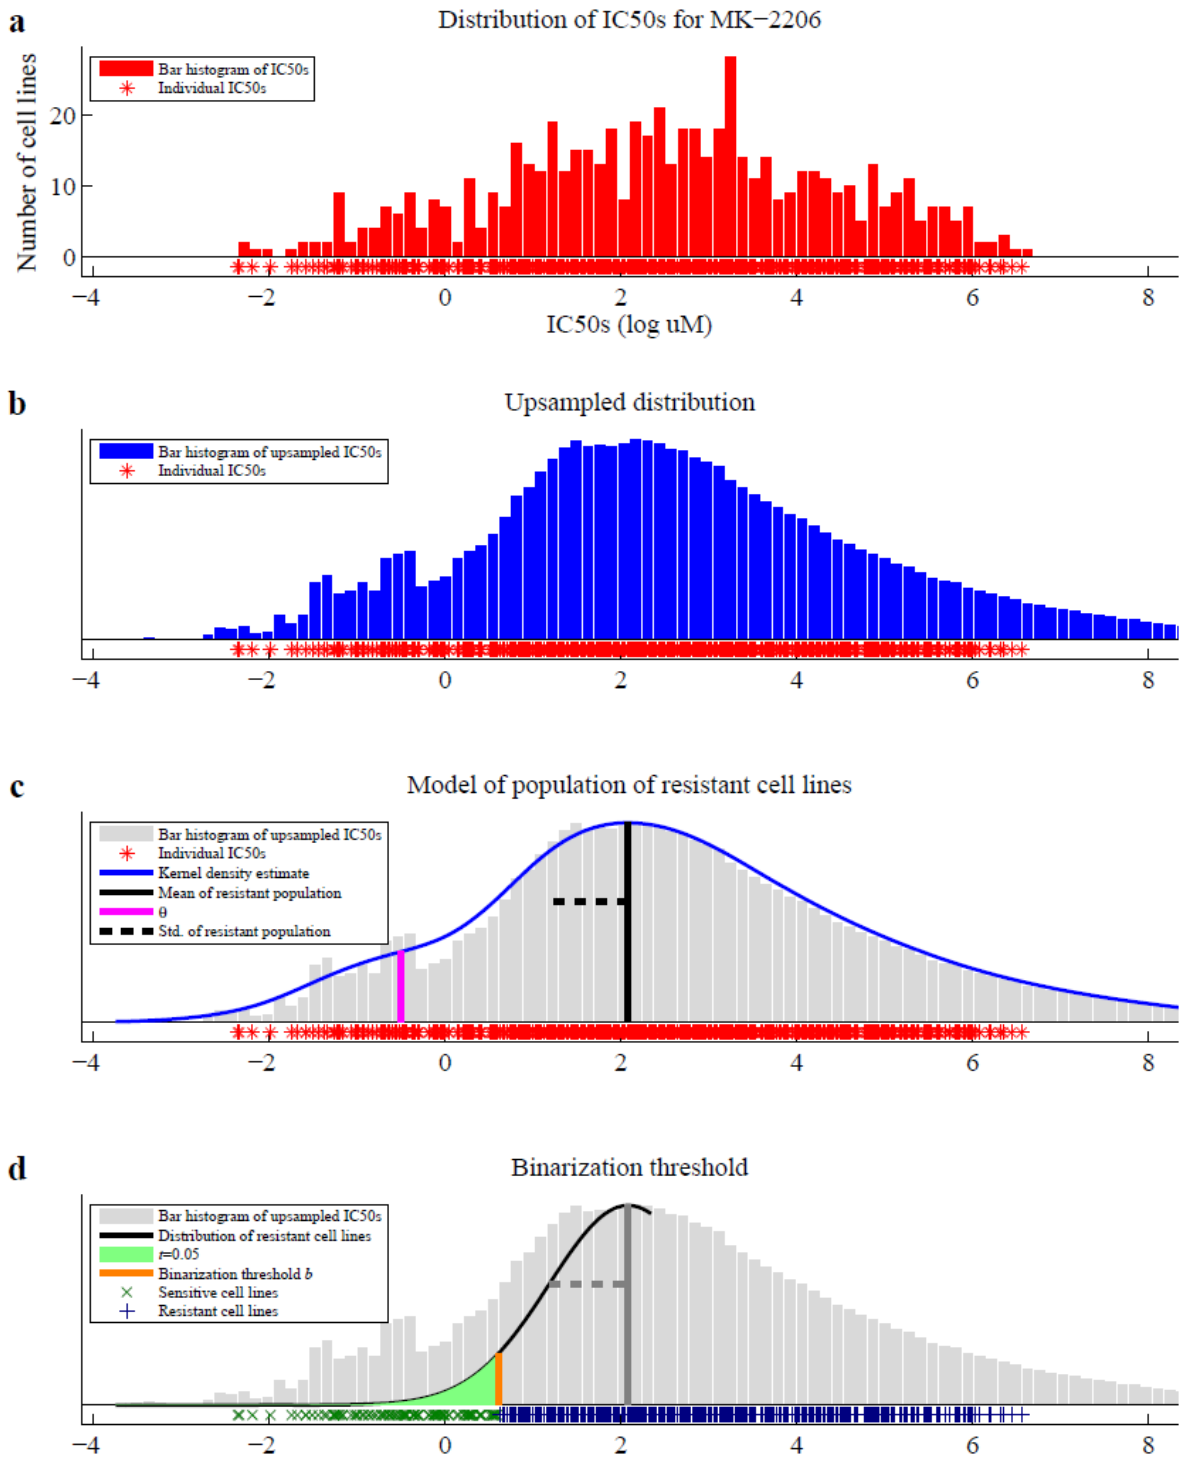 a
Distribution of IC50s for MK−2206
Number of cell lines
Bar histogram of IC50s
Individual IC50s
20
10
0
−4 −2 0 2 4 6 8
IC50s (log uM)
b
Upsampled distribution
Bar histogram of upsampled IC50s
Individual IC50s
−4 −2 0 2 4 6 8
c
Model of population of resistant cell lines
Bar histogram of upsampled IC50s
Individual IC50s
Kernel density estimate
Mean of resistant population
θ
Std. of resistant population
−4 −2 0 2 4 6 8
d
Binarization threshold
Bar histogram of upsampled IC50s
Distribution of resistant cell lines
t=0.05
Binarization threshold b
Sensitive cell lines
Resistant cell lines
−4 −2 0 2 4 6 8